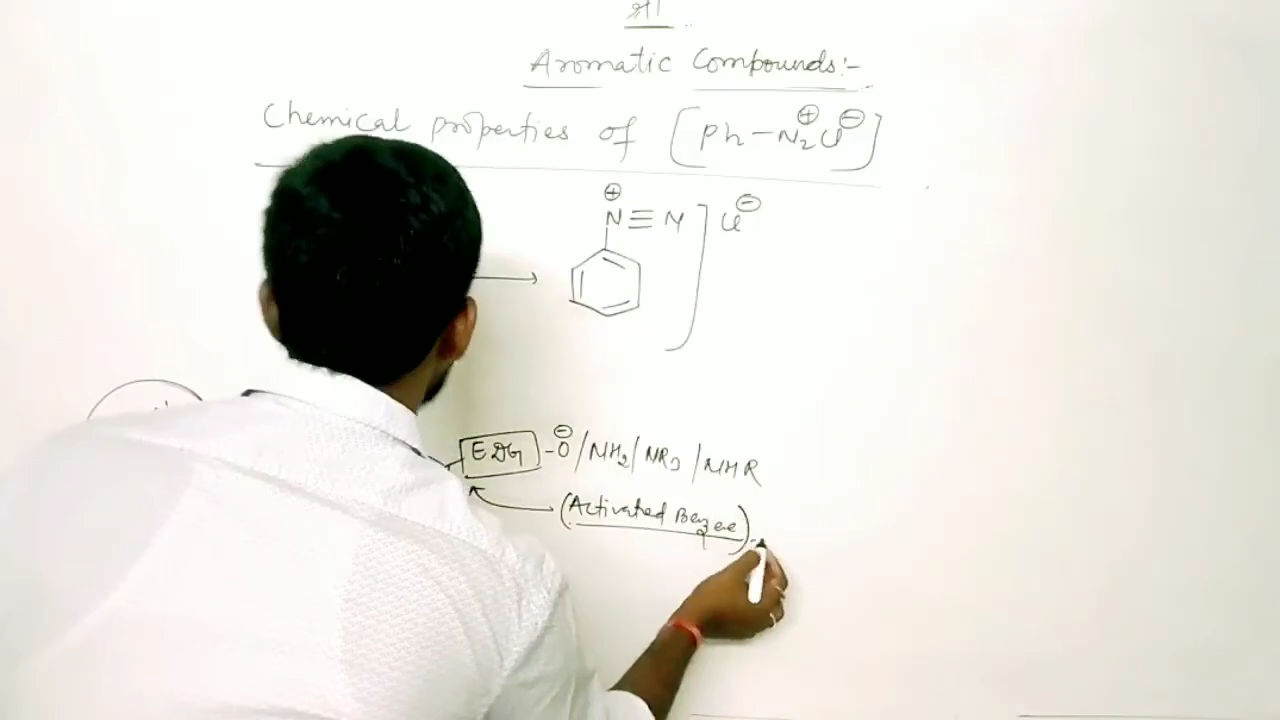 Aromatic Compounds:-
Chemical properties of [Ph-N₂⊕Cl⊖]
⊕
N≡N] Cl⊖
EDG -O⊖/NH₂/NR₂/NHR
(Activated Benzene)